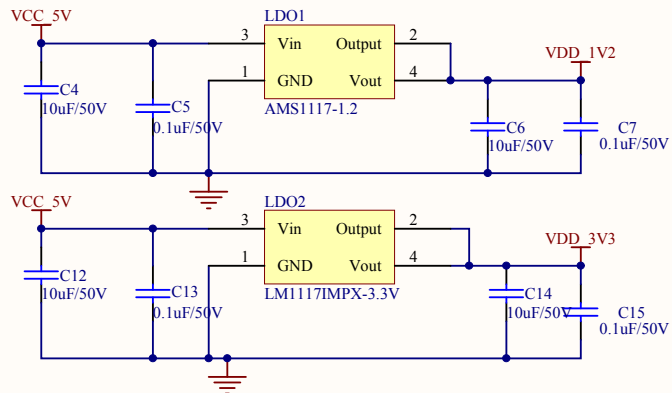 VCC_5V
LDO1
3 Vin Output 2
VDD_1V2
1 GND Vout 4
C4
10uF/50V
C5
0.1uF/50V
AMS1117-1.2
C6
10uF/50V
C7
0.1uF/50V
VCC_5V
LDO2
3 Vin Output 2
VDD_3V3
1 GND Vout 4
C12
10uF/50V
C13
0.1uF/50V
LM1117IMPX-3.3V
C14
10uF/50V
C15
0.1uF/50V